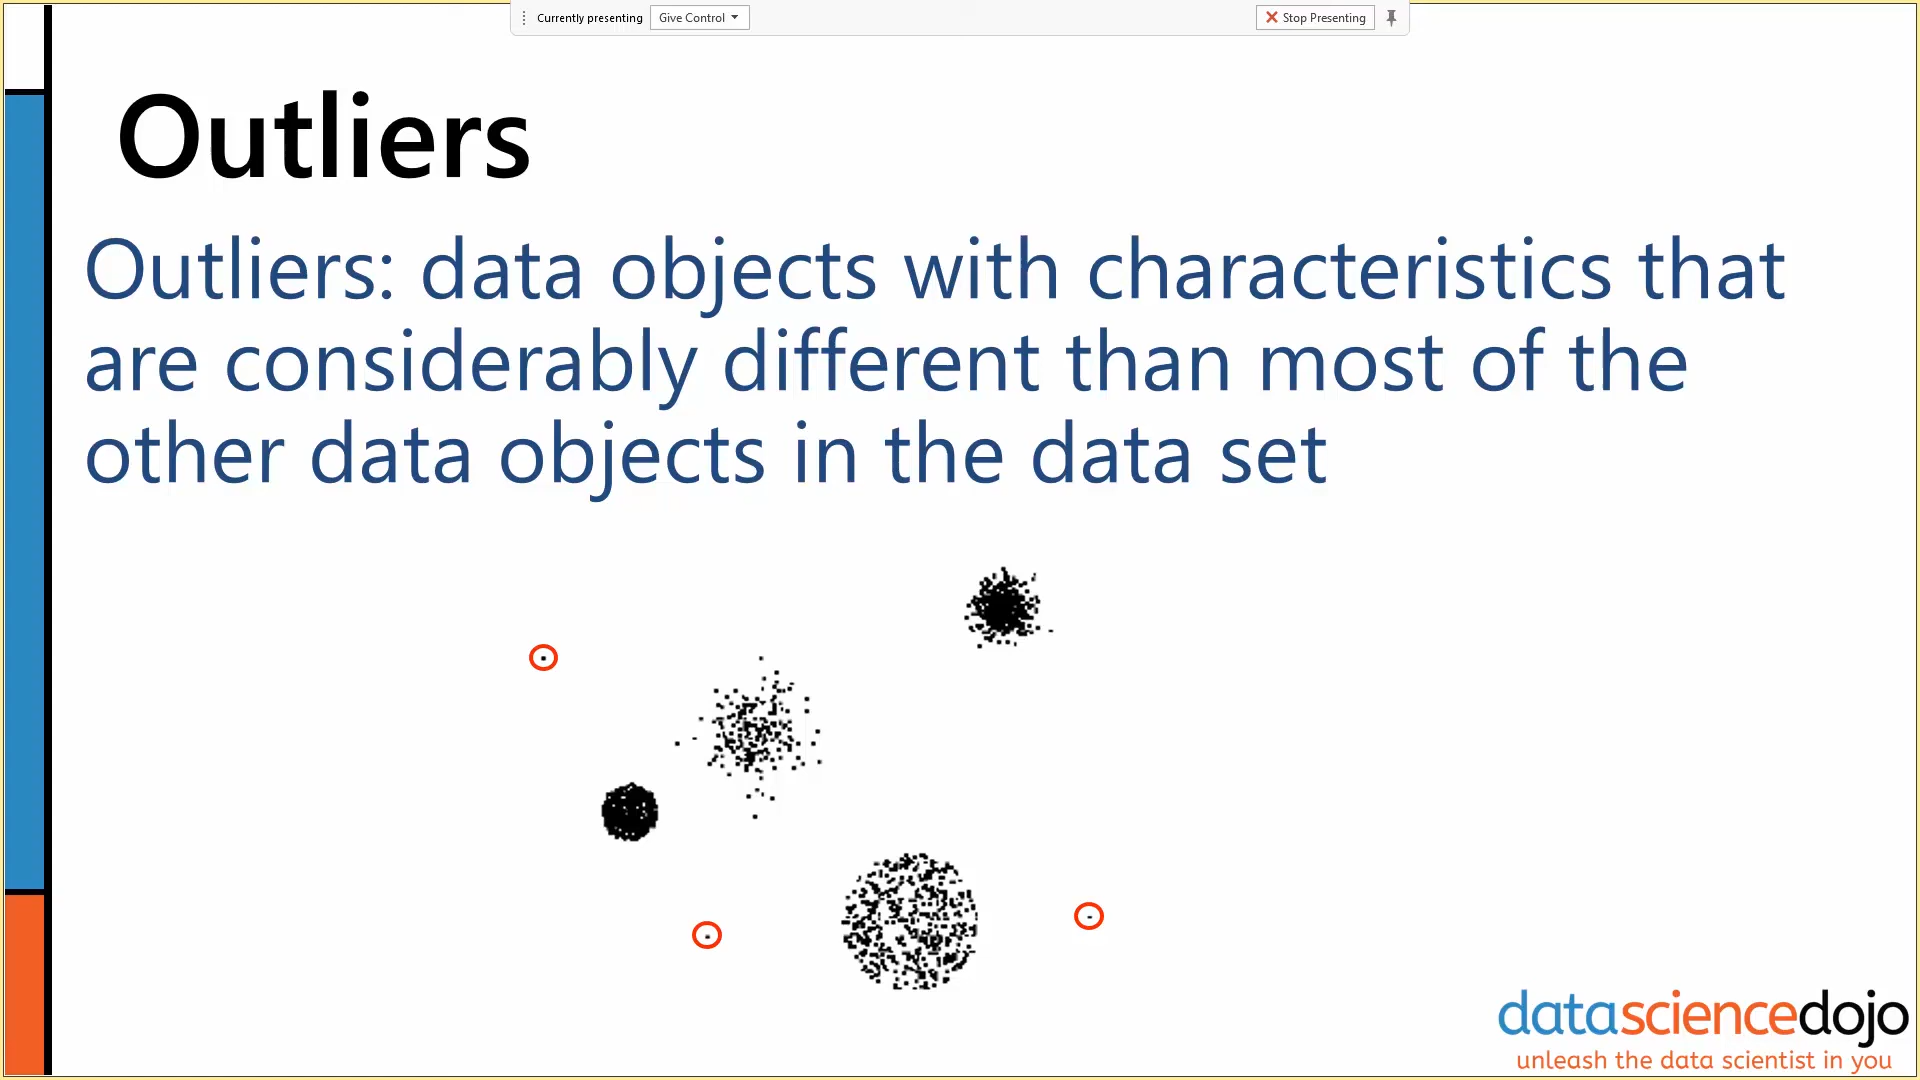 Currently presenting Give Control Stop Presenting
Outliers
Outliers: data objects with characteristics that
are considerably different than most of the
other data objects in the data set
datasciencedojo
unleash the data scientist in you